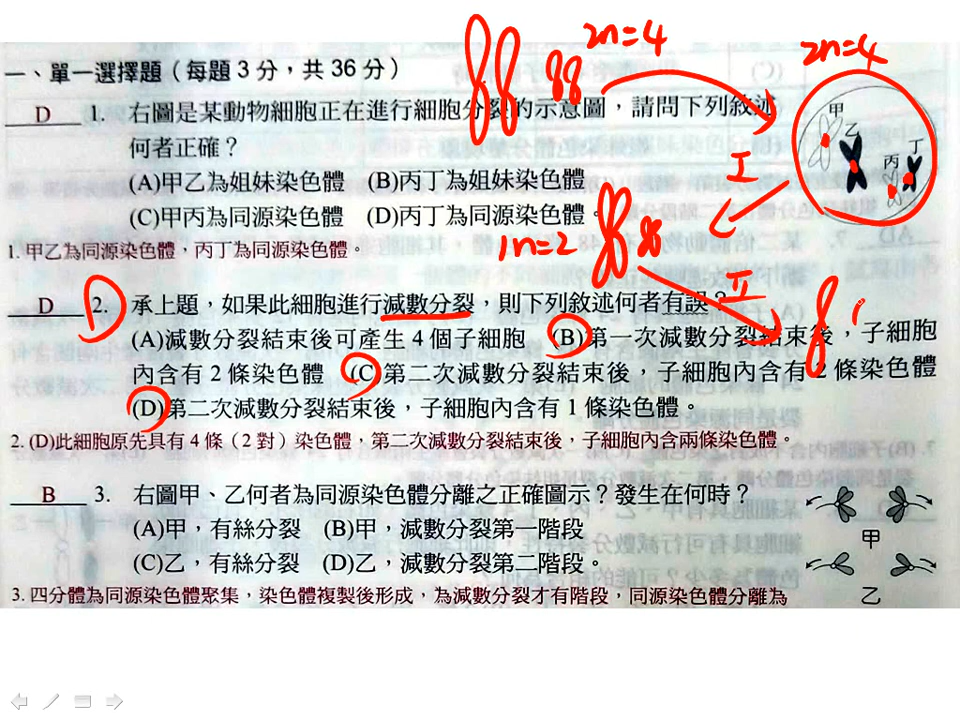 2n=4
2n=4
一、單一選擇題（每題3分，共36分）
D 1. 右圖是某動物細胞正在進行細胞分裂的示意圖，請問下列敘述
何者正確？
(A)甲乙為姐妹染色體 (B)丙丁為姐妹染色體
(C)甲丙為同源染色體 (D)丙丁為同源染色體。
甲
乙
丙
丁
I
1n=2
II
1. 甲乙為同源染色體，丙丁為同源染色體。
D 2. 承上題，如果此細胞進行減數分裂，則下列敘述何者有誤？
(A)減數分裂結束後可產生4個子細胞 (B)第一次減數分裂結束後，子細胞
內含有2條染色體 (C)第二次減數分裂結束後，子細胞內含有2條染色體
(D)第二次減數分裂結束後，子細胞內含有1條染色體。
2. (D)此細胞原先具有4條（2對）染色體，第二次減數分裂結束後，子細胞內含兩條染色體。
B 3. 右圖甲、乙何者為同源染色體分離之正確圖示？發生在何時？
(A)甲，有絲分裂 (B)甲，減數分裂第一階段
(C)乙，有絲分裂 (D)乙，減數分裂第二階段。
甲
乙
3. 四分體為同源染色體聚集，染色體複製後形成，為減數分裂才有階段，同源染色體分離為